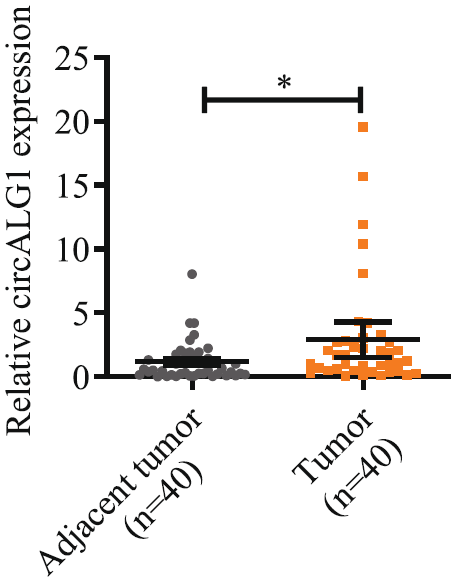 Relative circALG1 expression
25
20
15
10
5
0
*
Adjacent tumor
(n=40)
Tumor
(n=40)